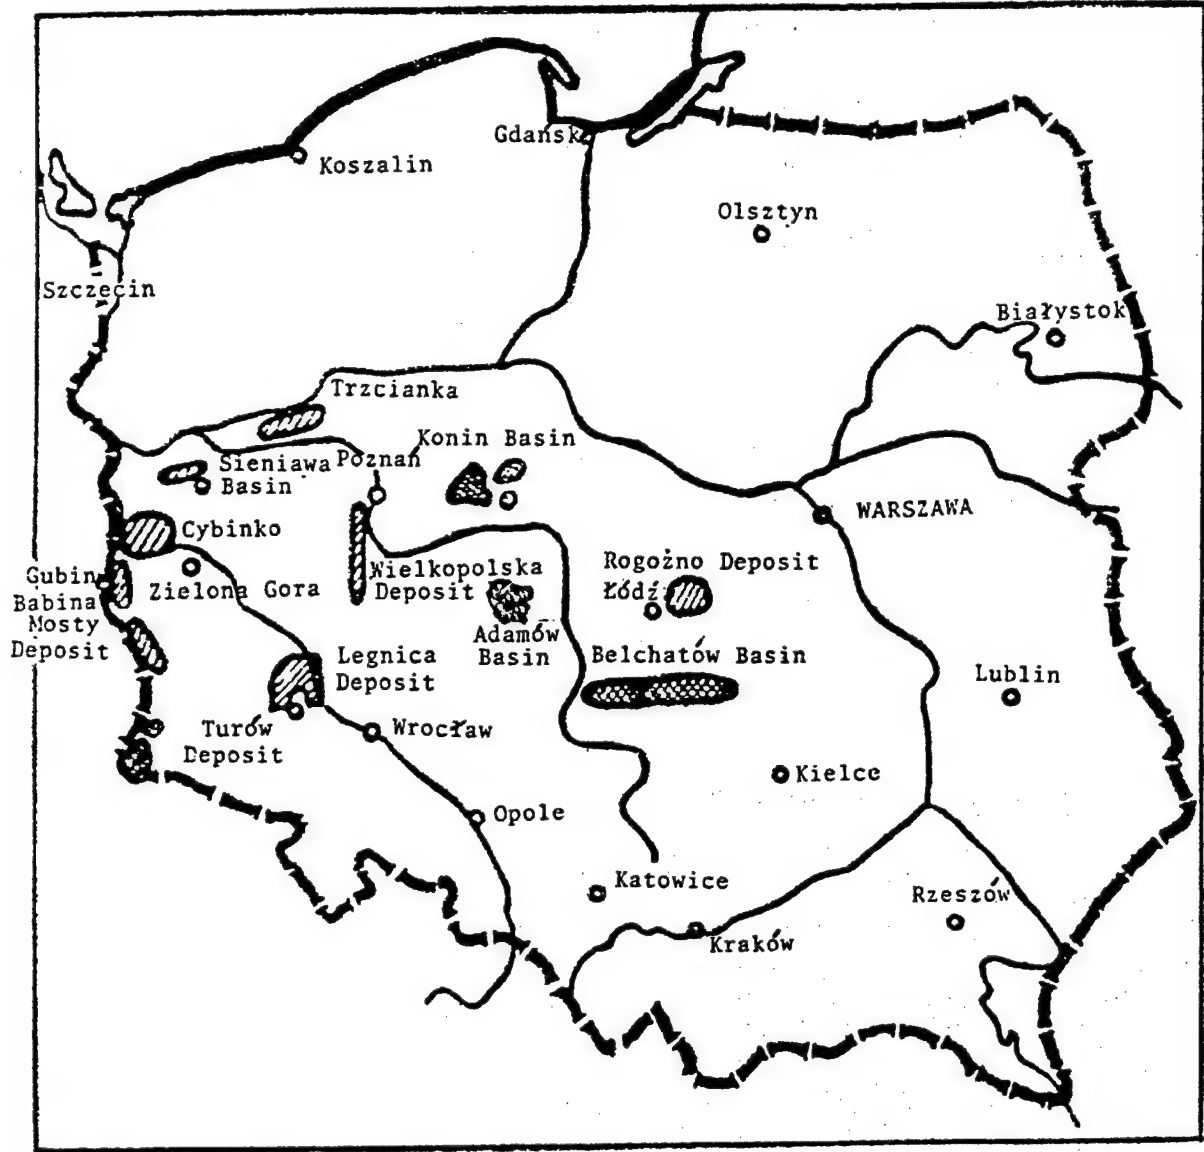 Gdańsk
Koszalin
Olsztyn
Szczecin
Białystok
Trzcianka
Konin Basin
Sieniawa
Basin
Poznań
WARSZAWA
Cybinko
Rogożno Deposit
Łódź
Gubin
Babina
Mosty
Deposit
Zielona Gora
Wielkopolska
Deposit
Adamów
Basin
Belchatów Basin
Legnica
Deposit
Lublin
Turów
Deposit
Wrocław
Kielce
Opole
Katowice
Rzeszów
Kraków